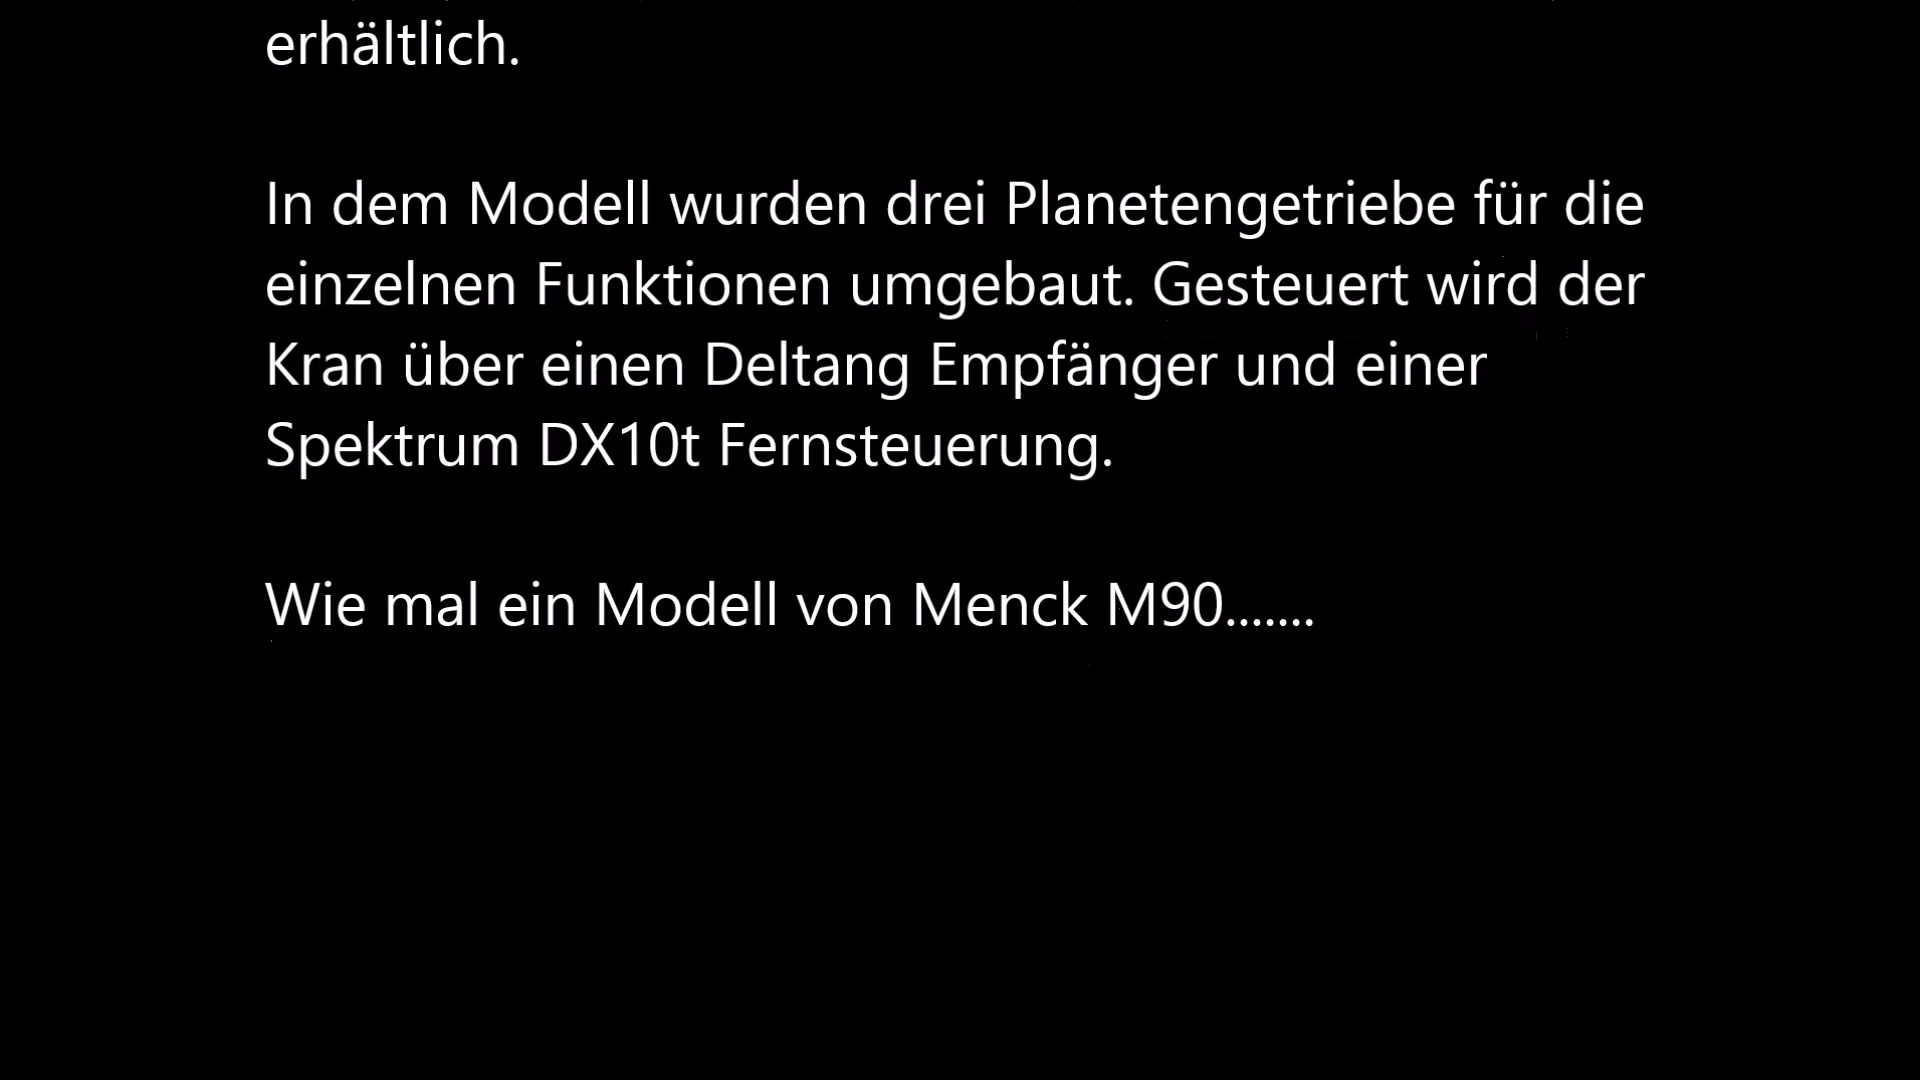 erhältlich.
In dem Modell wurden drei Planetengetriebe für die
einzelnen Funktionen umgebaut. Gesteuert wird der
Kran über einen Deltang Empfänger und einer
Spektrum DX10t Fernsteuerung.
Wie mal ein Modell von Menck M90.......